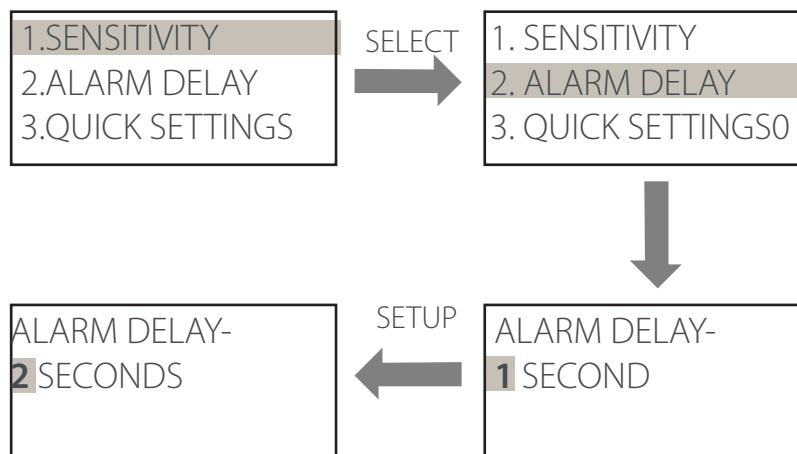 1.SENSITIVITY
2.ALARM DELAY
3.QUICK SETTINGS
SELECT
1. SENSITIVITY
2. ALARM DELAY
3. QUICK SETTINGS0
ALARM DELAY-
1 SECOND
SETUP
ALARM DELAY-
2 SECONDS